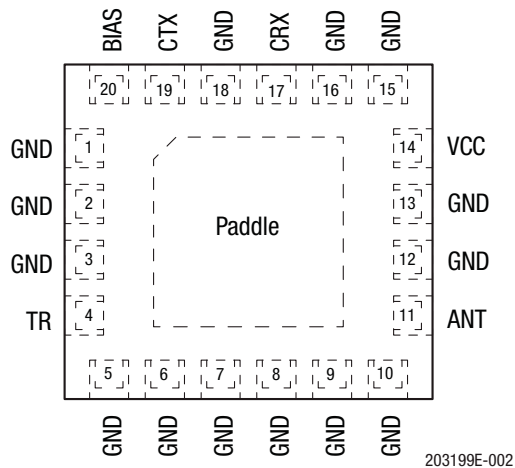 BIAS CTX GND CRX GND GND
20 19 18 17 16 15
GND 1 14 VCC
GND 2 13 GND
Paddle
GND 3 12 GND
TR 4 11 ANT
5 6 7 8 9 10
GND GND GND GND GND GND
203199E-002